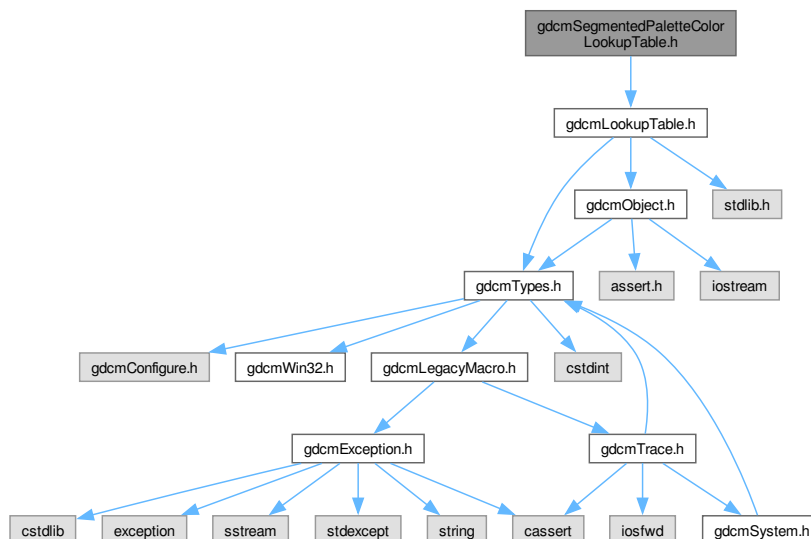 gdcmSegmentedPaletteColor
LookupTable.h
gdcmLookupTable.h
gdcmObject.h
stdlib.h
gdcmTypes.h
assert.h
iostream
gdcmConfigure.h
gdcmWin32.h
gdcmLegacyMacro.h
cstdint
gdcmException.h
gdcmTrace.h
cstdlib
exception
sstream
stdexcept
string
cassert
iosfwd
gdcmSystem.h